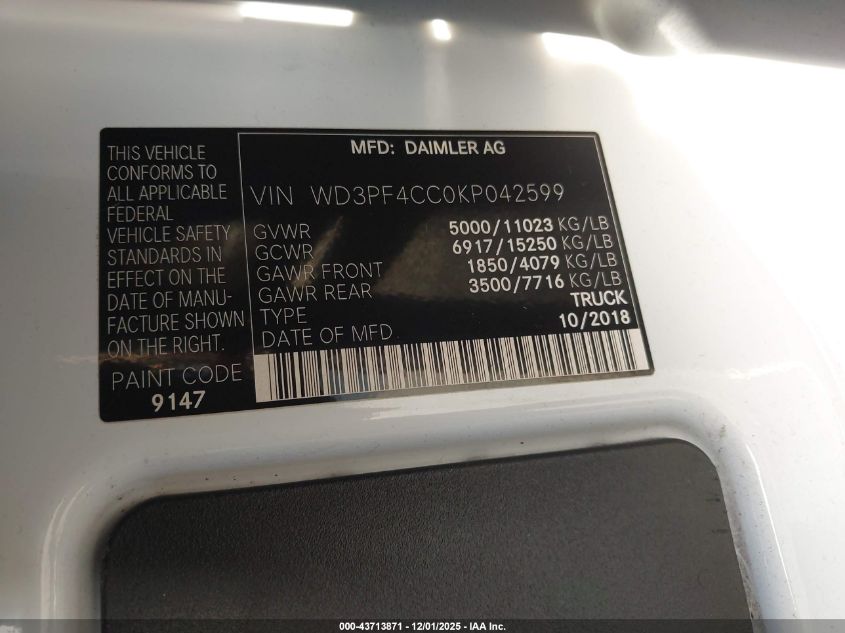 MFD: DAIMLER AG
THIS VEHICLE
CONFORMS TO
ALL APPLICABLE
FEDERAL
VEHICLE SAFETY
STANDARDS IN
EFFECT ON THE
DATE OF MANU-
FACTURE SHOWN
ON THE RIGHT.
PAINT CODE
9147
VIN WD3PF4CC0KP042599
GVWR 5000/11023 KG/LB
GCWR 6917/15250 KG/LB
GAWR FRONT 1850/4079 KG/LB
GAWR REAR 3500/7716 KG/LB
TYPE TRUCK
DATE OF MFD 10/2018
000-43713871 - 12/01/2025 - IAA Inc.